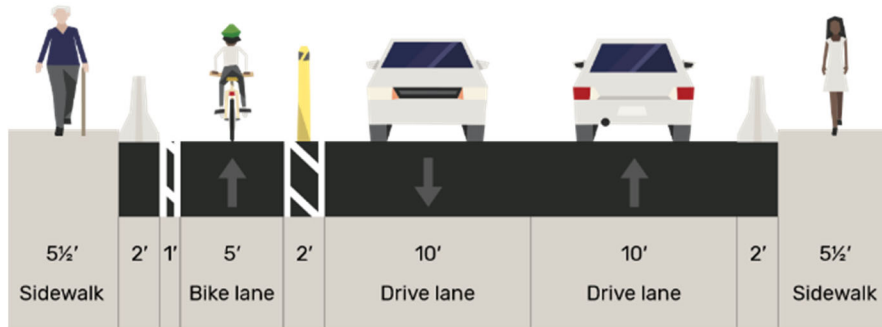 5½′ 2′ 1′ 5′ 2′ 10′ 10′ 2′ 5½′
Sidewalk Bike lane Drive lane Drive lane Sidewalk